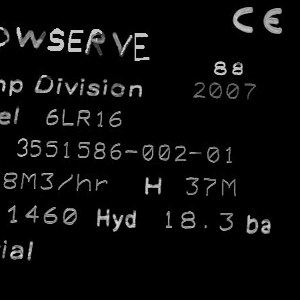 OWSERVE CE
88
mp Division 2007
el 6LR16
3551586-002-01
8M3/hr H 37M
1460 Hyd 18.3 ba
ial